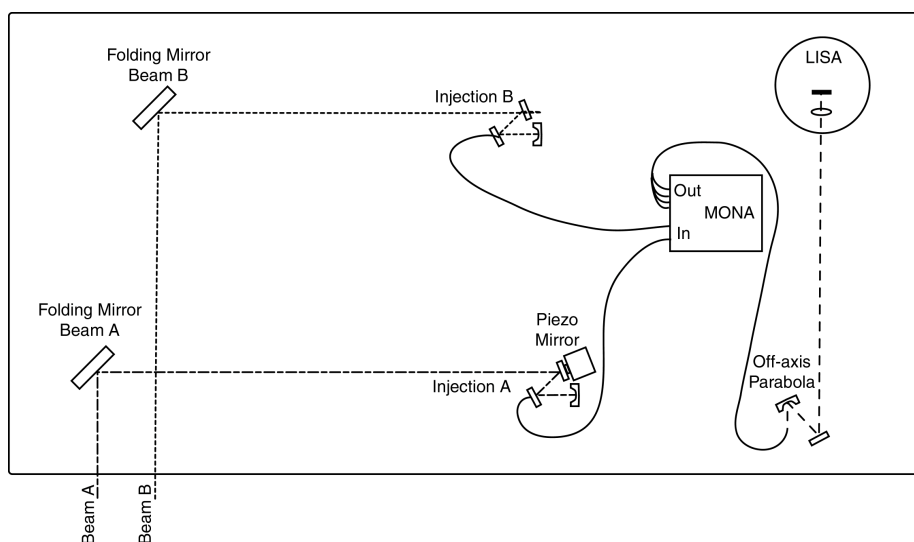 Folding Mirror
Beam B
Injection B
LISA
Out
MONA
In
Folding Mirror
Beam A
Piezo
Mirror
Injection A
Off-axis
Parabola
Beam A
Beam B